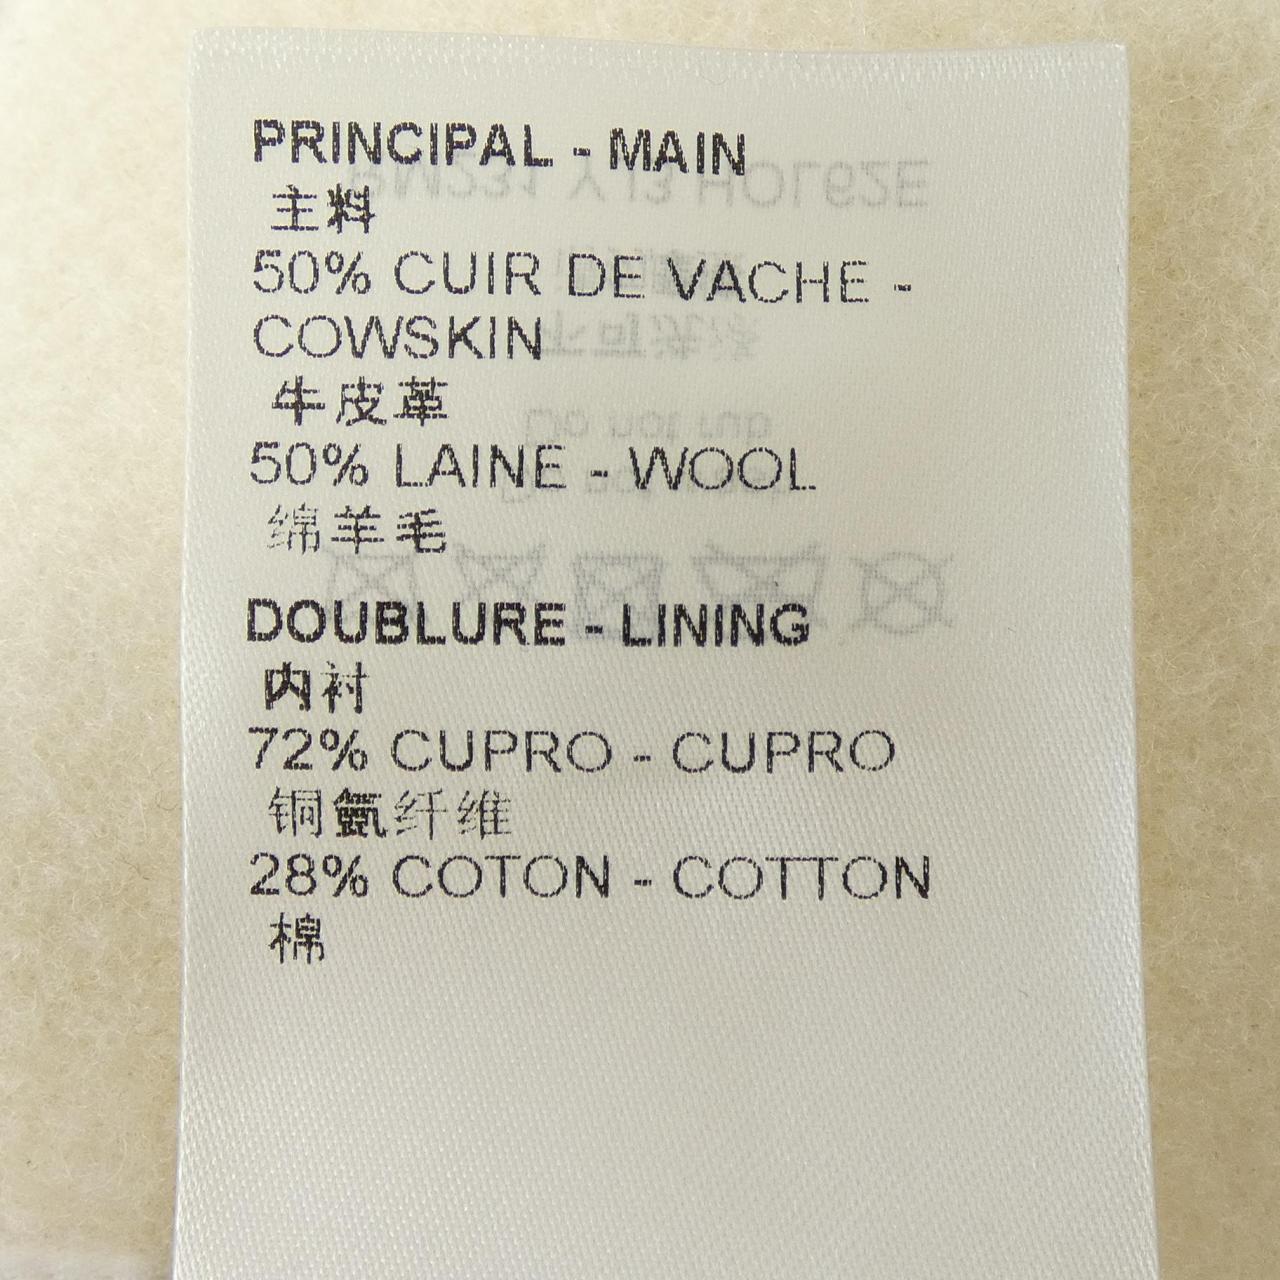 PRINCIPAL - MAIN
主料
50% CUIR DE VACHE -
COWSKIN
牛皮革
50% LAINE - WOOL
绵羊毛
DOUBLURE - LINING
内衬
72% CUPRO - CUPRO
铜氨纤维
28% COTON - COTTON
棉